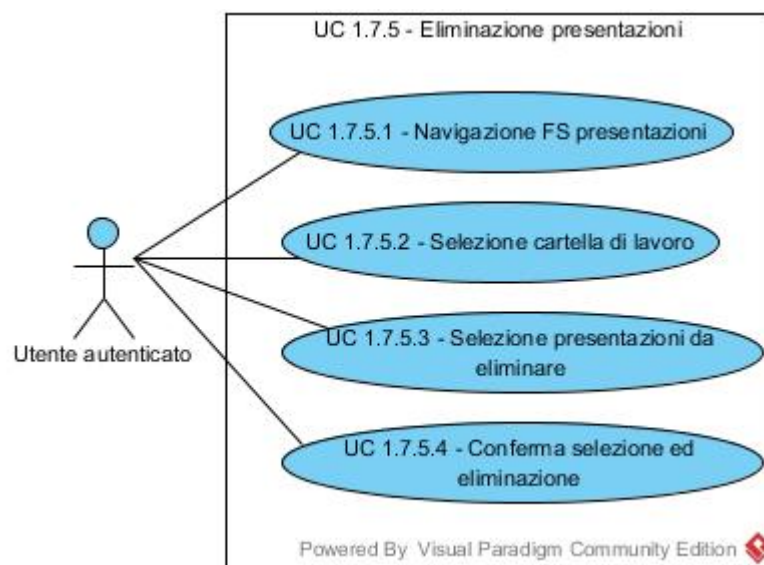 UC 1.7.5 - Eliminazione presentazioni
UC 1.7.5.1 - Navigazione FS presentazioni
UC 1.7.5.2 - Selezione cartella di lavoro
UC 1.7.5.3 - Selezione presentazioni da
eliminare
Utente autenticato
UC 1.7.5.4 - Conferma selezione ed
eliminazione
Powered By Visual Paradigm Community Edition